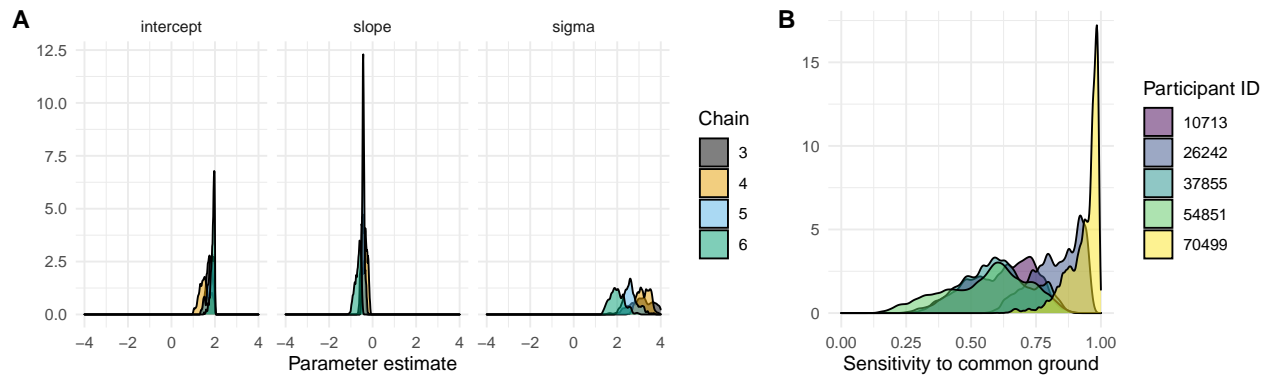 A
intercept slope sigma
12.5
10.0
7.5
5.0
2.5
0.0
−4 −2 0 2 4 −4 −2 0 2 4 −4 −2 0 2 4
Parameter estimate
Chain
3
4
5
6
B
15
10
5
0
0.00 0.25 0.50 0.75 1.00
Sensitivity to common ground
Participant ID
10713
26242
37855
54851
70499